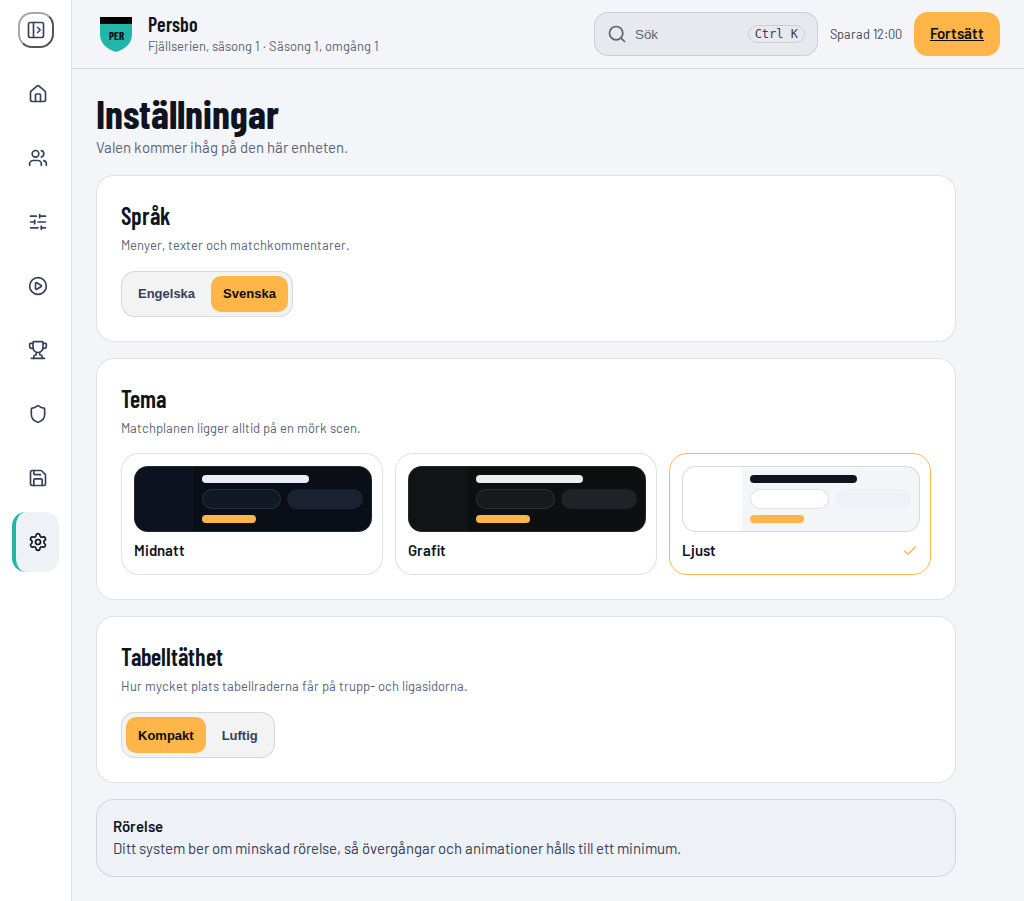 PER
Persbo
Fjällserien, säsong 1 · Säsong 1, omgång 1
Sök
Ctrl K
Sparad 12:00
Fortsätt
Inställningar
Valen kommer ihåg på den här enheten.
Språk
Menyer, texter och matchkommentarer.
Engelska
Svenska
Tema
Matchplanen ligger alltid på en mörk scen.
Midnatt
Grafit
Ljust
Tabelltäthet
Hur mycket plats tabellraderna får på trupp- och ligasidorna.
Kompakt
Luftig
Rörelse
Ditt system ber om minskad rörelse, så övergångar och animationer hålls till ett minimum.